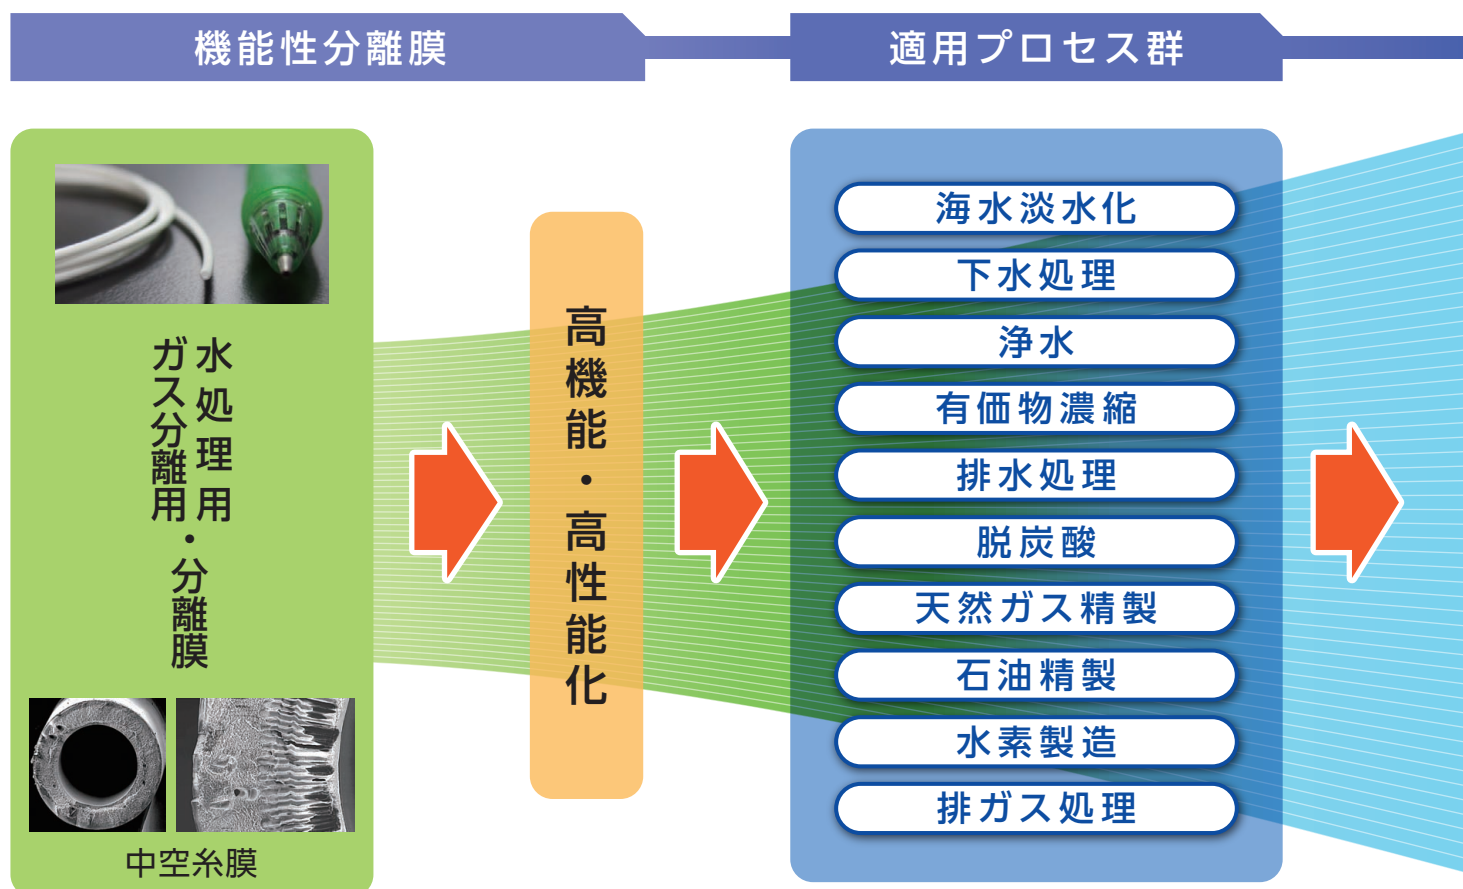 機能性分離膜
適用プロセス群
水処理用
ガス分離用
・分離膜
中空糸膜
高機能・高性能化
海水淡水化
下水処理
浄水
有価物濃縮
排水処理
脱炭酸
天然ガス精製
石油精製
水素製造
排ガス処理